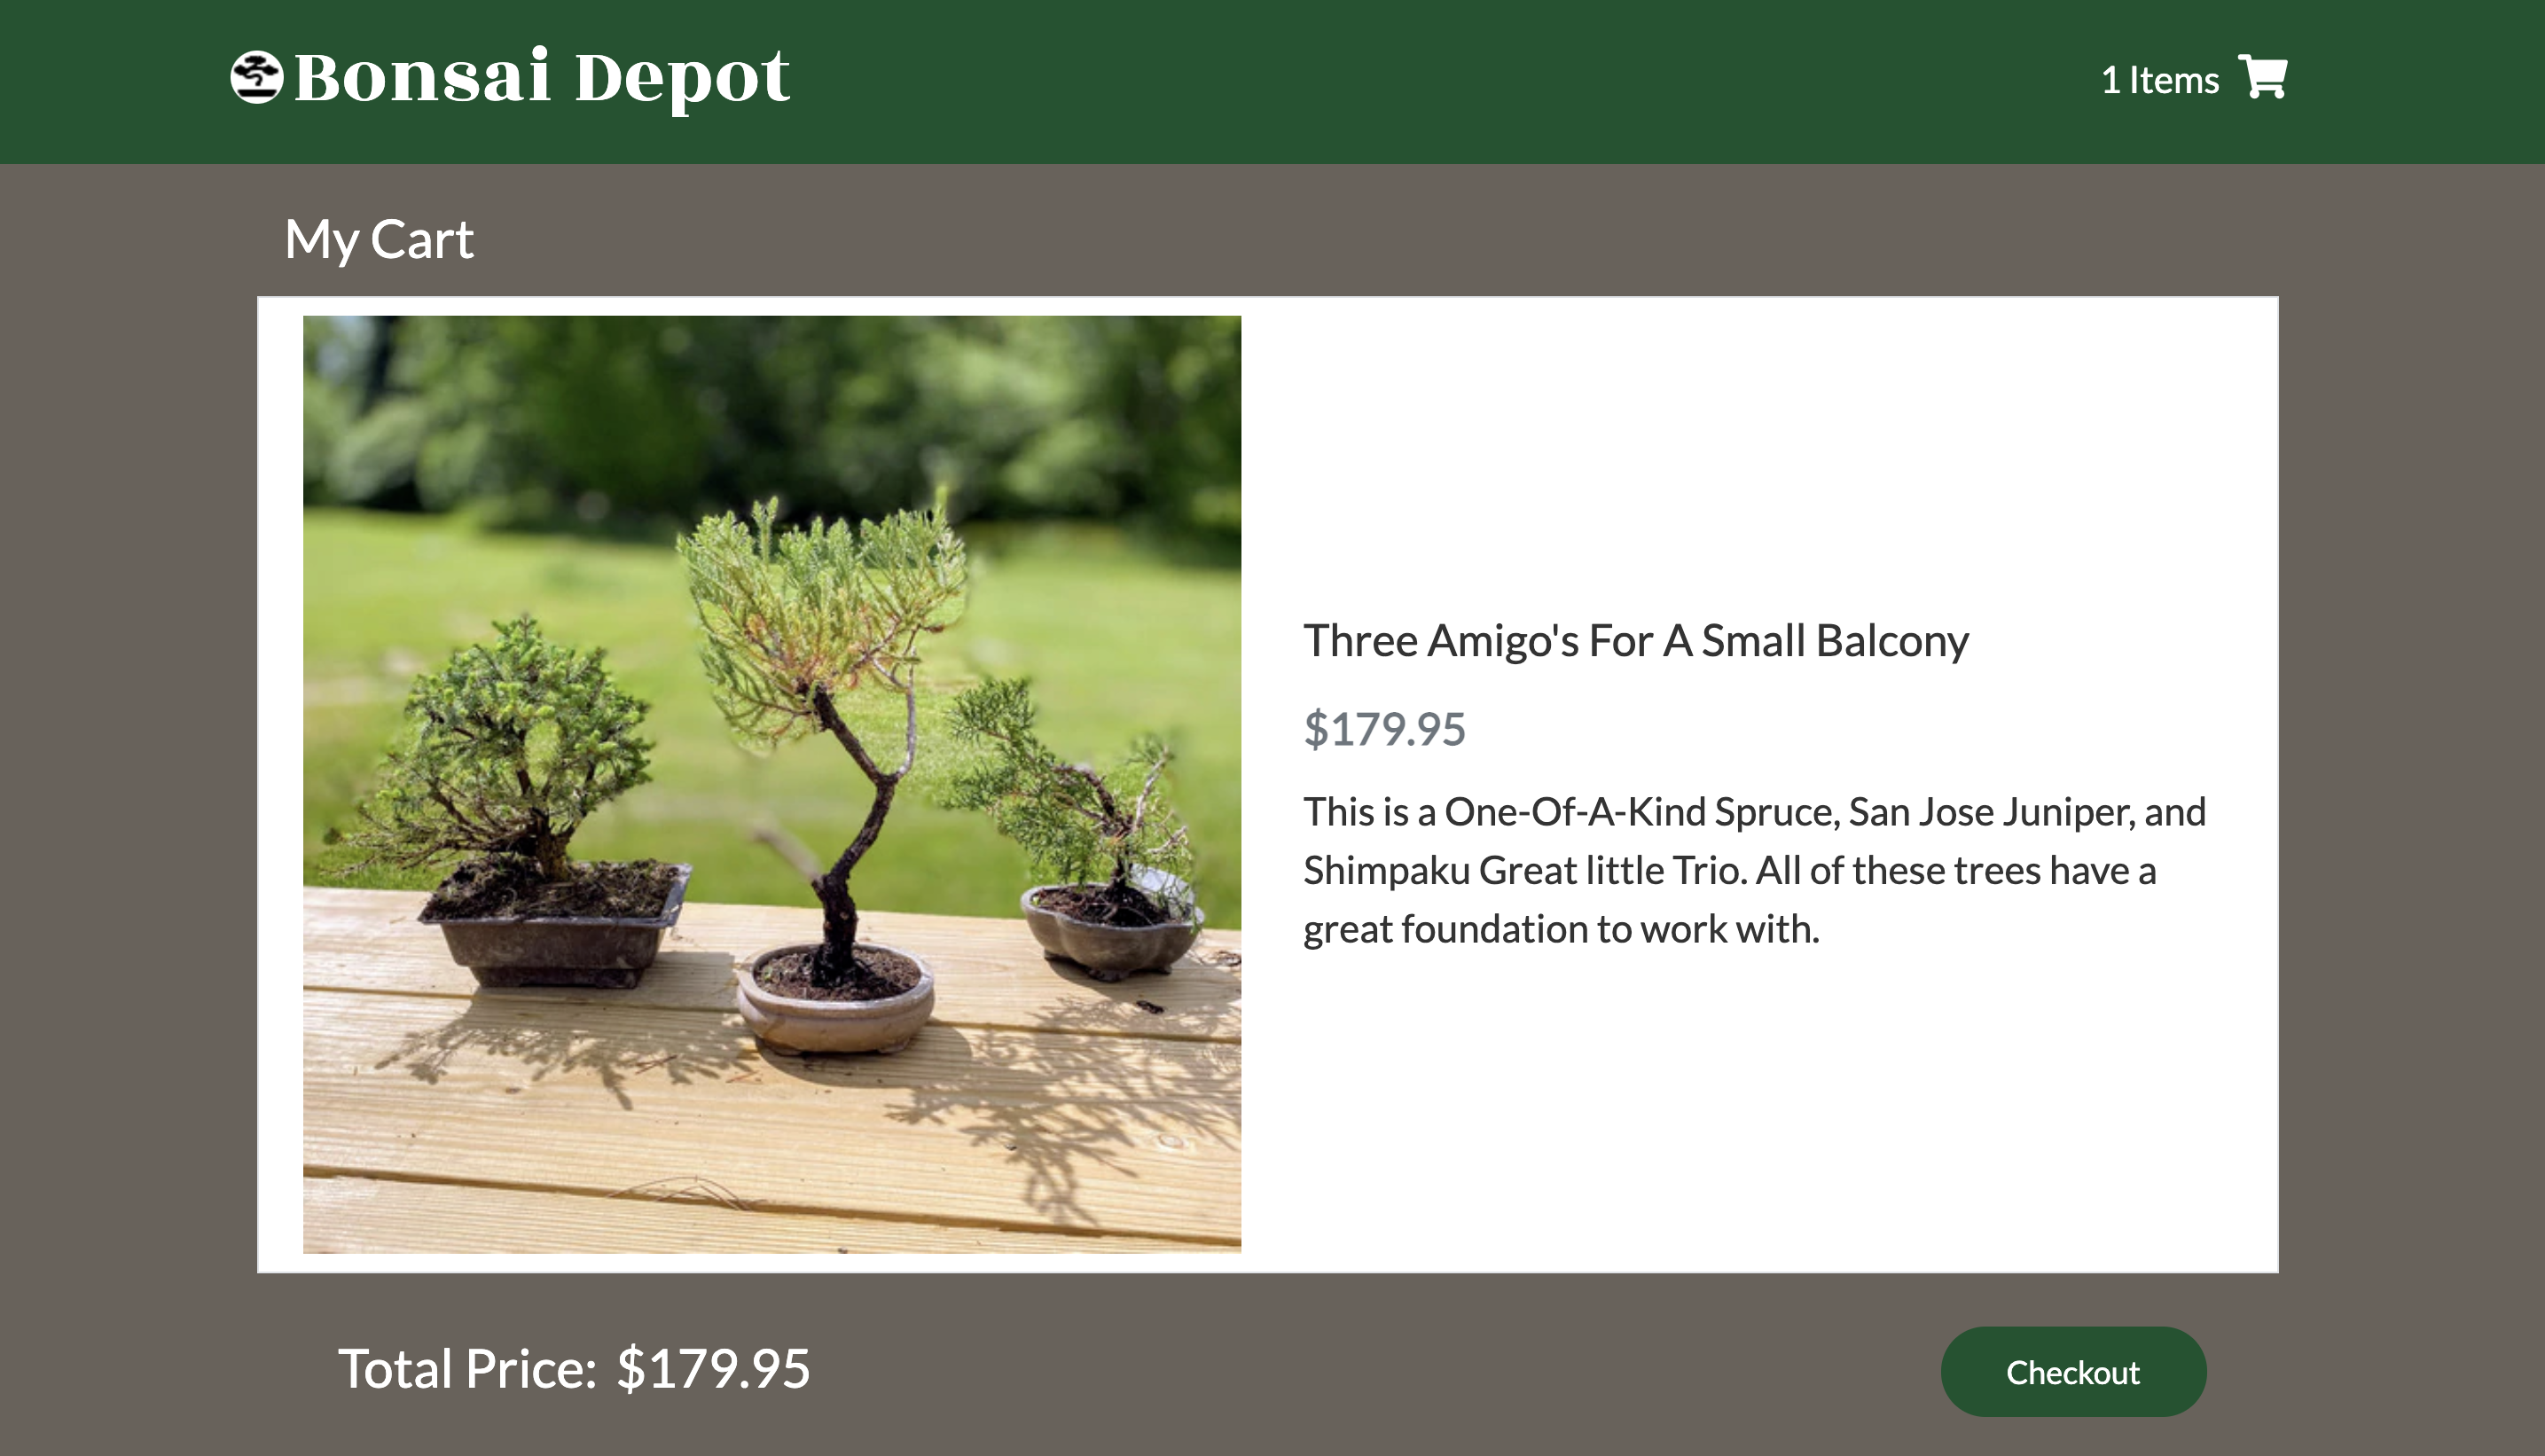 Bonsai Depot
1 Items
My Cart
Three Amigo's For A Small Balcony
$179.95
This is a One-Of-A-Kind Spruce, San Jose Juniper, and
Shimpaku Great little Trio. All of these trees have a
great foundation to work with.
Total Price: $179.95
Checkout